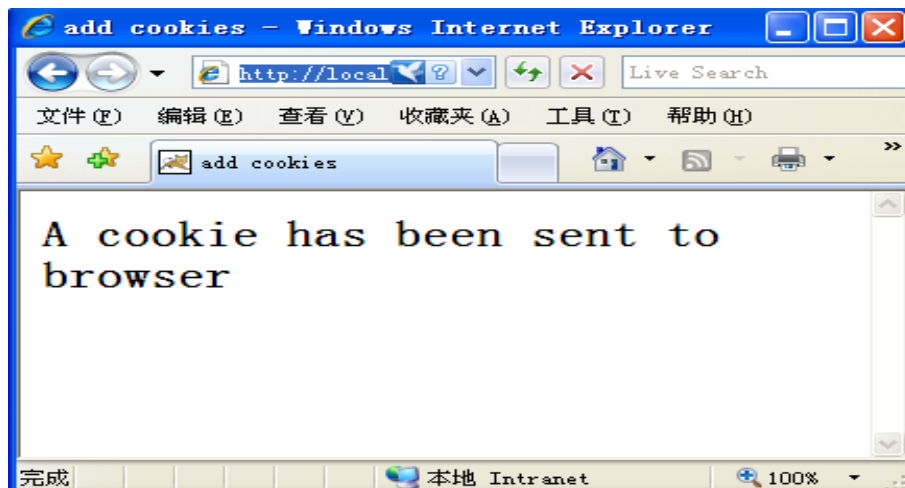 add cookies - Windows Internet Explorer
http://local
Live Search
文件(F) 编辑(E) 查看(V) 收藏夹(A) 工具(T) 帮助(H)
add cookies
A cookie has been sent to
browser
完成 本地 Intranet 100%